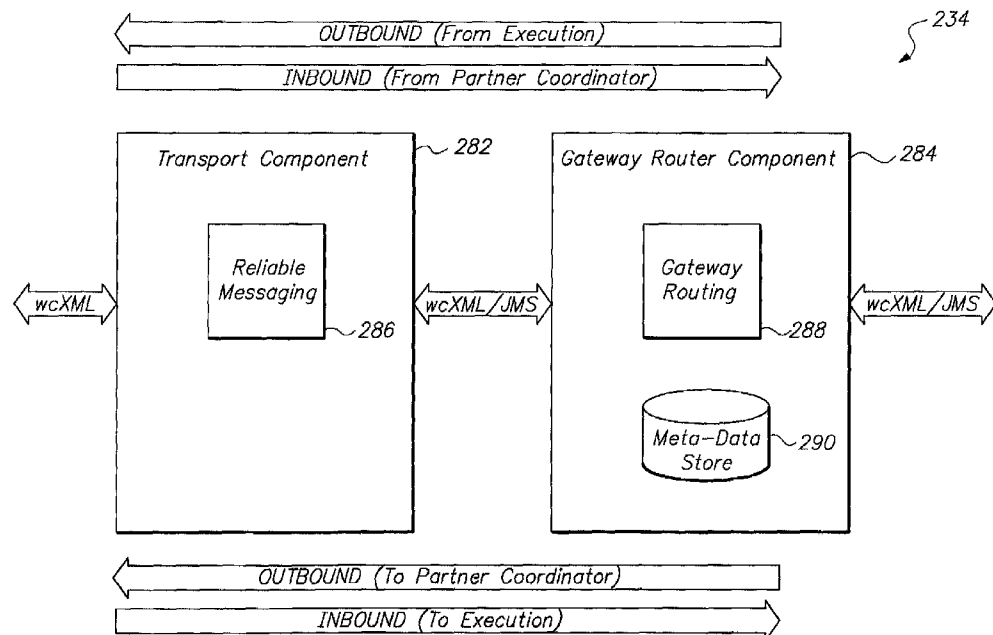 234
OUTBOUND (From Execution)
INBOUND (From Partner Coordinator)
Transport Component
282
Gateway Router Component
284
Reliable
Messaging
286
Gateway
Routing
288
wcXML
wcXML/JMS
wcXML/JMS
Meta-Data
Store
290
OUTBOUND (To Partner Coordinator)
INBOUND (To Execution)